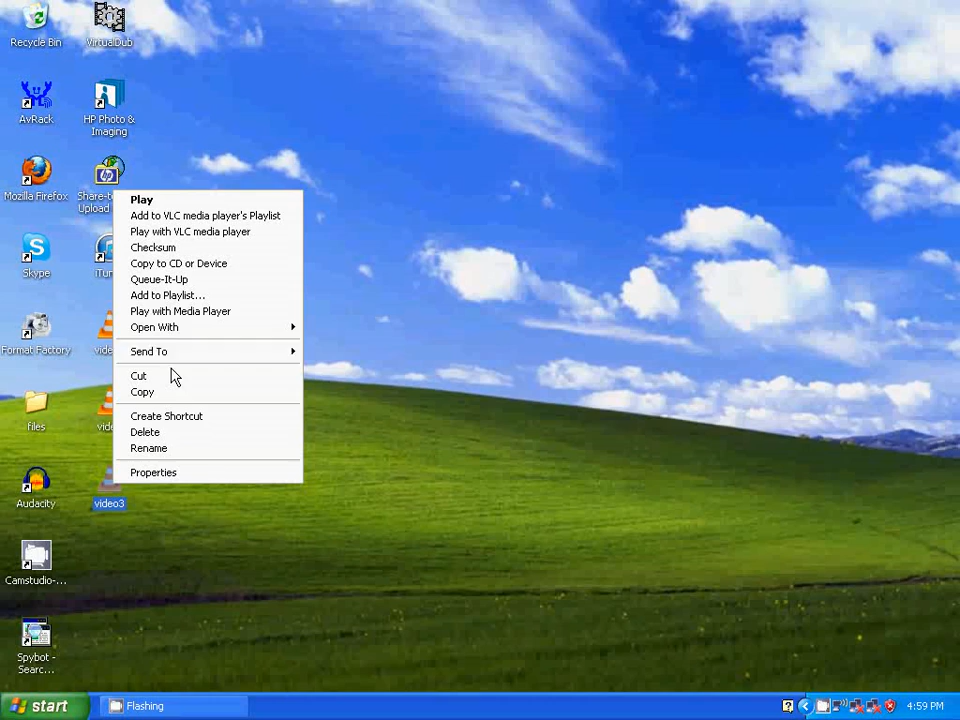 Recycle Bin
VirtualDub
AvRack
HP Photo &
Imaging
Mozilla Firefox
Share-to
Upload
Skype
iTun
Format Factory
vide
files
vide
Audacity
video3
Camstudio-...
Spybot -
Searc...
Play
Add to VLC media player's Playlist
Play with VLC media player
Checksum
Copy to CD or Device
Queue-It-Up
Add to Playlist...
Play with Media Player
Open With
Send To
Cut
Copy
Create Shortcut
Delete
Rename
Properties
start
Flashing
4:59 PM